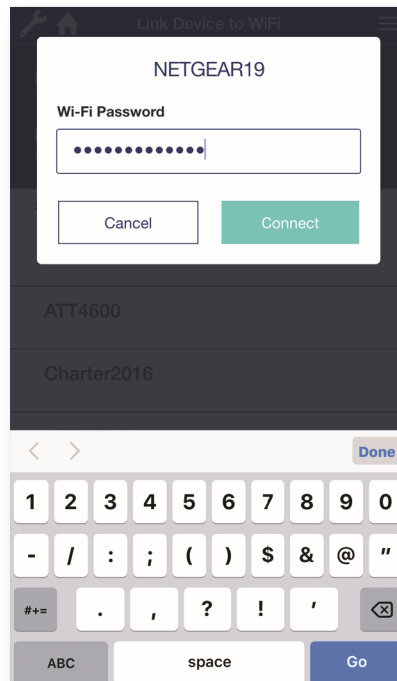 Link Device to WiFi
NETGEAR19
Wi-Fi Password
•••••••••••••
Cancel
Connect
ATT4600
Charter2016
Done
1 2 3 4 5 6 7 8 9 0
- / : ; ( ) $ & @ "
#+= . , ? ! '
ABC space Go